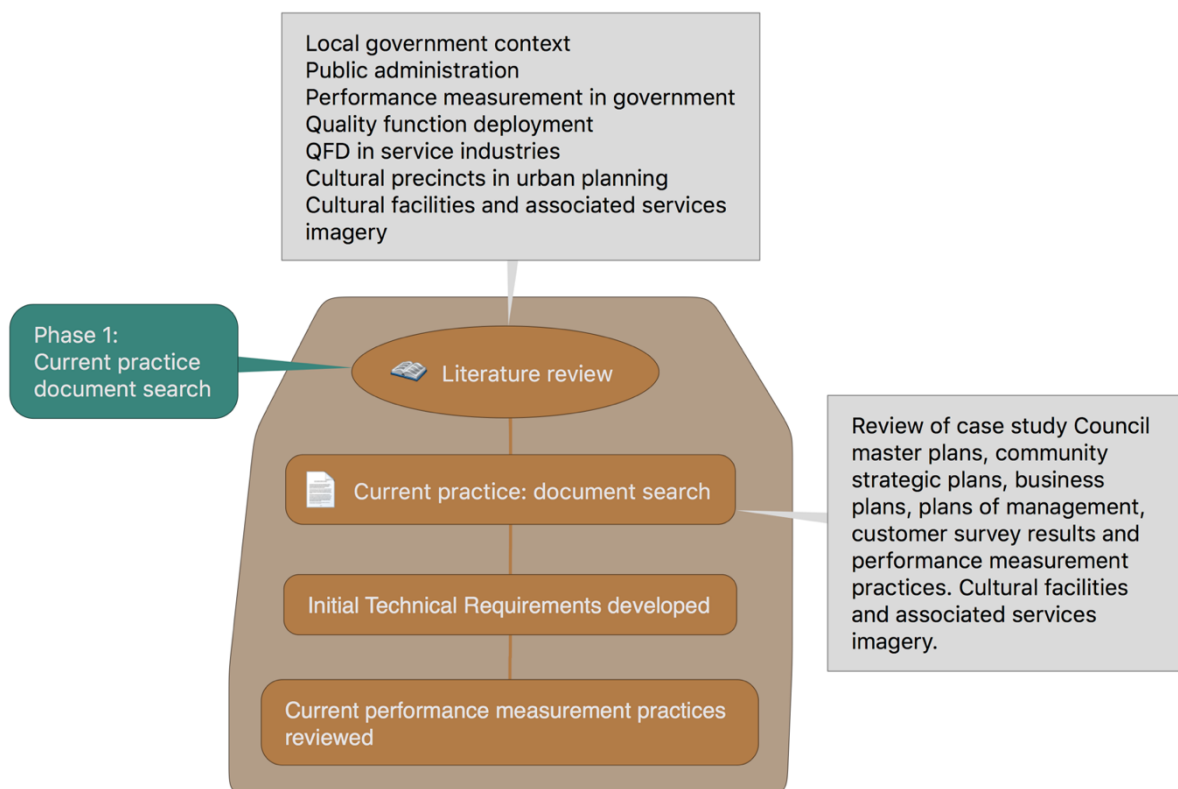 Local government context
Public administration
Performance measurement in government
Quality function deployment
QFD in service industries
Cultural precincts in urban planning
Cultural facilities and associated services
imagery
Phase 1:
Current practice
document search
Literature review
Current practice: document search
Review of case study Council
master plans, community
strategic plans, business
plans, plans of management,
customer survey results and
performance measurement
practices. Cultural facilities
and associated services
imagery.
Initial Technical Requirements developed
Current performance measurement practices
reviewed